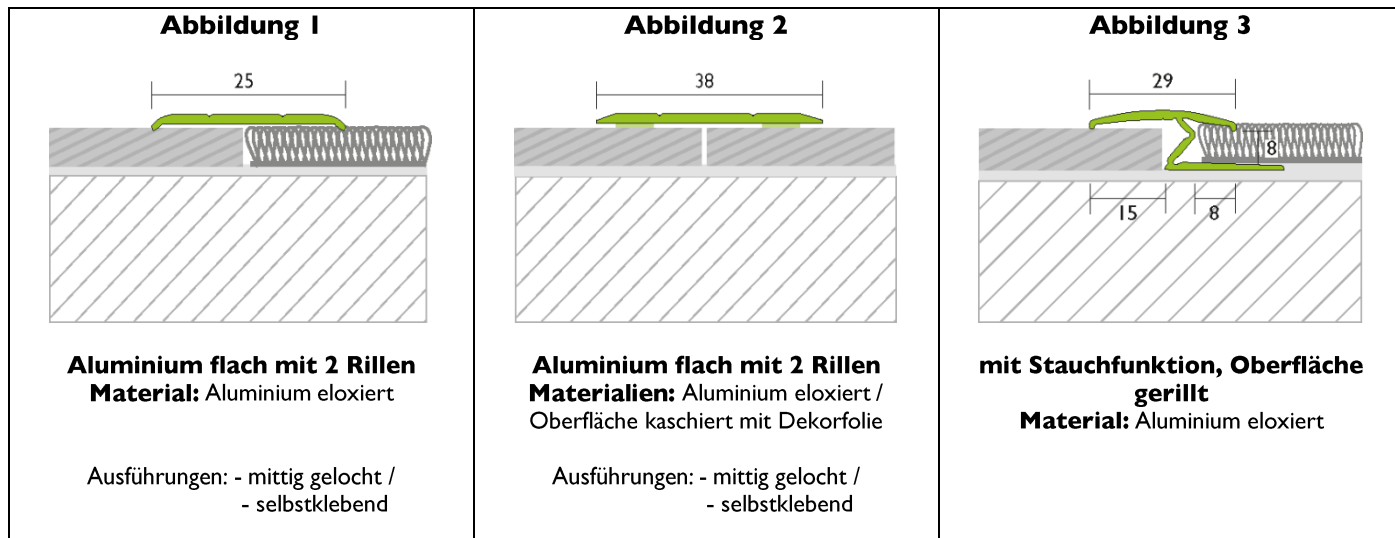 Abbildung 1
25
Aluminium flach mit 2 Rillen
Material: Aluminium eloxiert
Ausführungen: - mittig gelocht /
- selbstklebend
Abbildung 2
38
Aluminium flach mit 2 Rillen
Materialien: Aluminium eloxiert /
Oberfläche kaschiert mit Dekorfolie
Ausführungen: - mittig gelocht /
- selbstklebend
Abbildung 3
29
8
15
8
mit Stauchfunktion, Oberfläche
gerillt
Material: Aluminium eloxiert